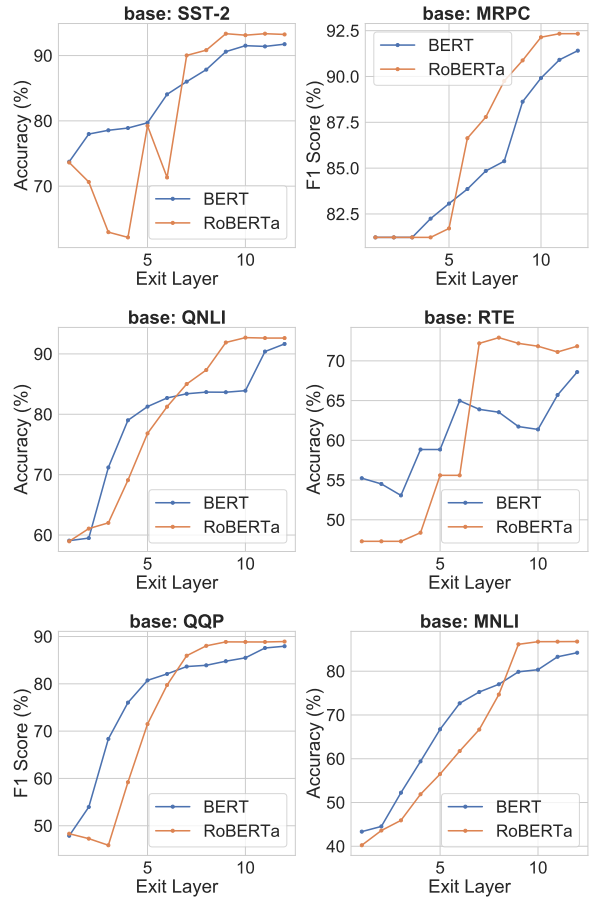 base: SST-2
Accuracy (%)
90
80
70
5
10
Exit Layer
BERT
RoBERTa
base: MRPC
F1 Score (%)
92.5
90.0
87.5
85.0
82.5
5
10
Exit Layer
BERT
RoBERTa
base: QNLI
Accuracy (%)
90
80
70
60
5
10
Exit Layer
BERT
RoBERTa
base: RTE
Accuracy (%)
70
65
60
55
50
5
10
Exit Layer
BERT
RoBERTa
base: QQP
F1 Score (%)
90
80
70
60
50
5
10
Exit Layer
BERT
RoBERTa
base: MNLI
Accuracy (%)
80
70
60
50
40
5
10
Exit Layer
BERT
RoBERTa